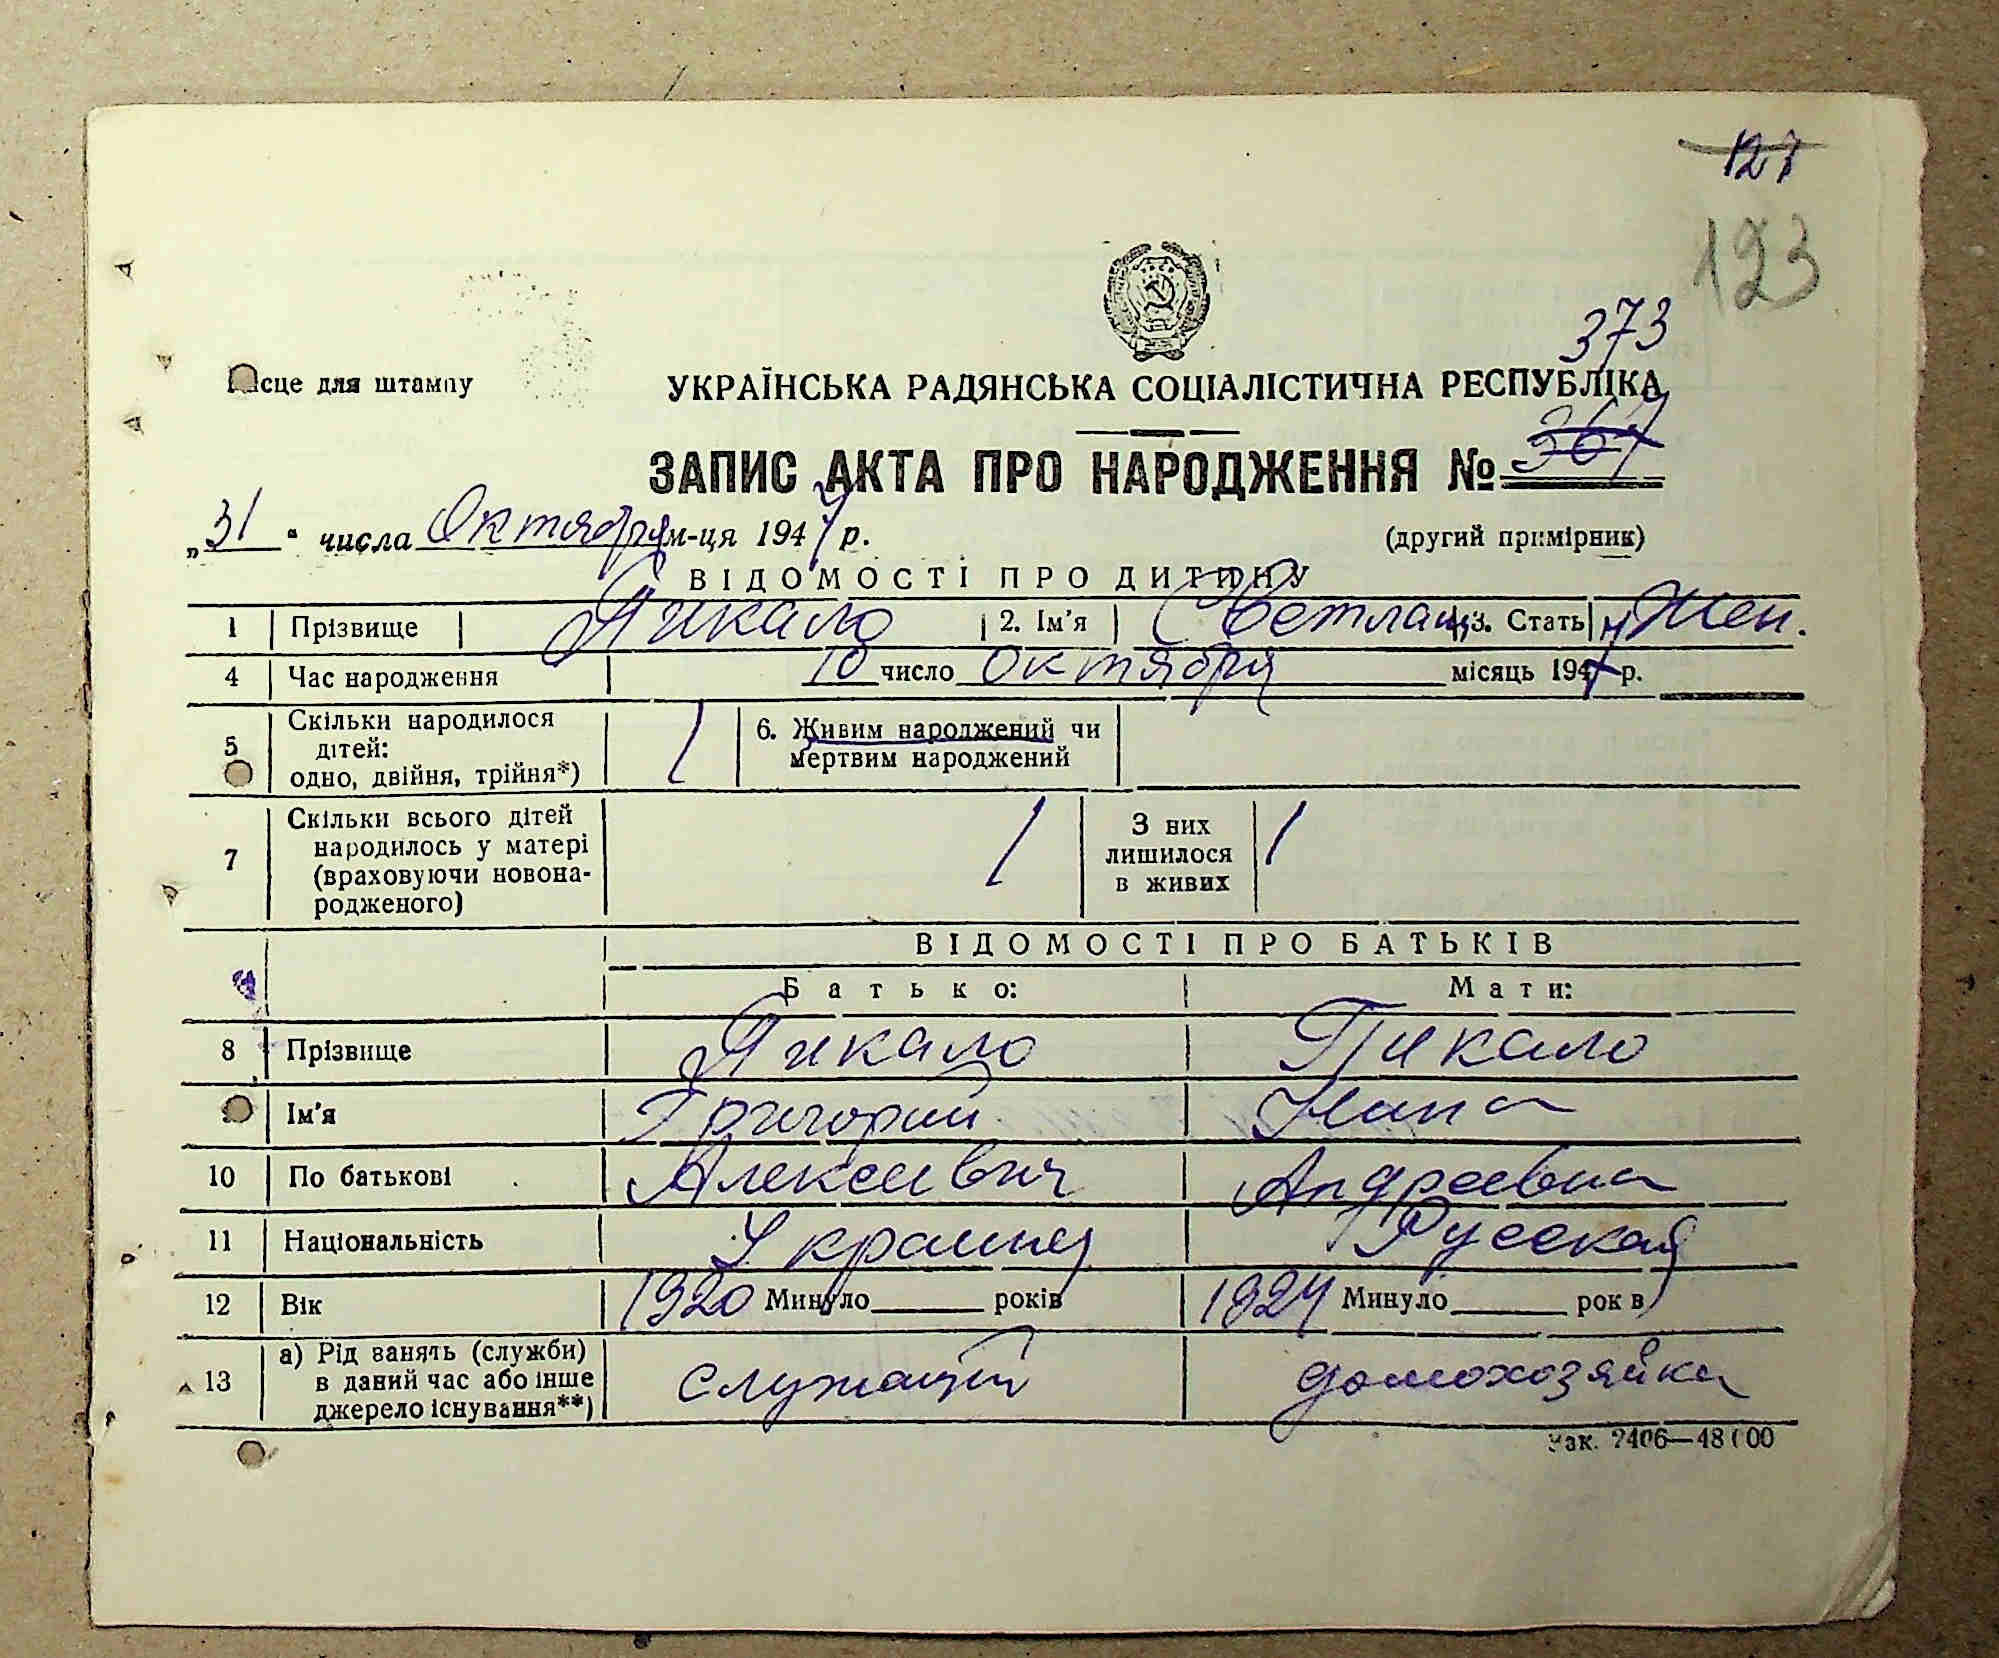 127
123
373
Місце для штампу
УКРАЇНСЬКА РАДЯНСЬКА СОЦІАЛІСТИЧНА РЕСПУБЛІКА
ЗАПИС АКТА ПРО НАРОДЖЕННЯ № 367
„31“ числа Октября м-ця 1947 р.
(другий примірник)
ВІДОМОСТІ ПРО ДИТИНУ
1 Прізвище Пикало 2. Ім'я Светлана 3. Стать Жен.
4 Час народження 10 число Октября місяць 1947 р.
5 Скільки народилося дітей: одно, двійня, трійня*) 1 6. Живим народжений чи мертвим народжений
7 Скільки всього дітей народилось у матері (враховуючи новонародженого) 1 З них лишилося в живих 1
ВІДОМОСТІ ПРО БАТЬКІВ
Батько: Мати:
8 Прізвище Пикало Пикало
9 Ім'я Григорий Нина
10 По батькові Алексеевич Андреевна
11 Національність Украинец Русская
12 Вік 1920 Минуло років 1924 Минуло років
13 а) Рід занять (служби) в даний час або інше джерело існування**) служащий домохозяйка
Зак. 2406—48000